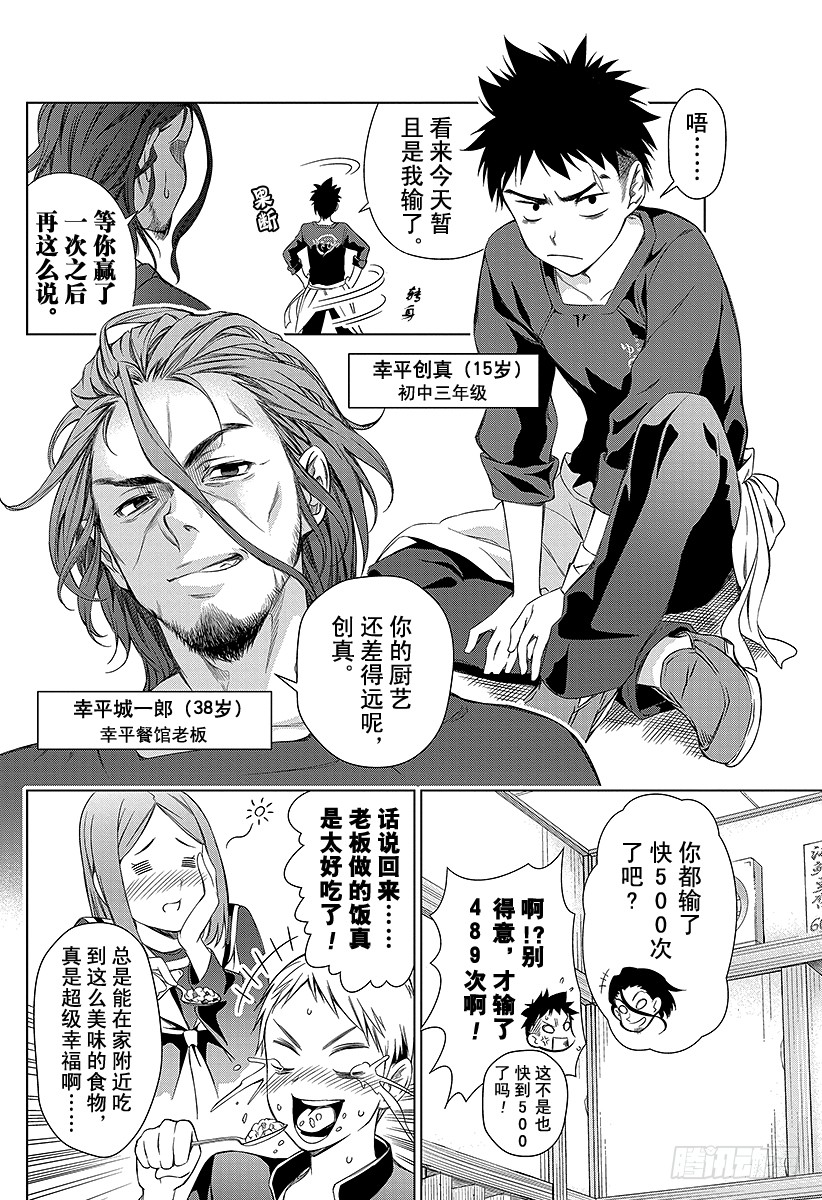 唔……
看来今天暂
且是我输了。
果断
转身
等你赢了
一次之后
再这么说。
幸平创真（15岁）
初中三年级
你的厨艺
还差得远呢，
创真。
幸平城一郎（38岁）
幸平餐馆老板
你都输了
快500次
了吧？
啊!?别
得意，才输了
489次啊！
这不是也
快到500
了吗！
话说回来……
老板做的饭真
是太好吃了！
总是能在家附近吃
到这么美味的食物，
真是超级幸福啊……
腾讯动漫